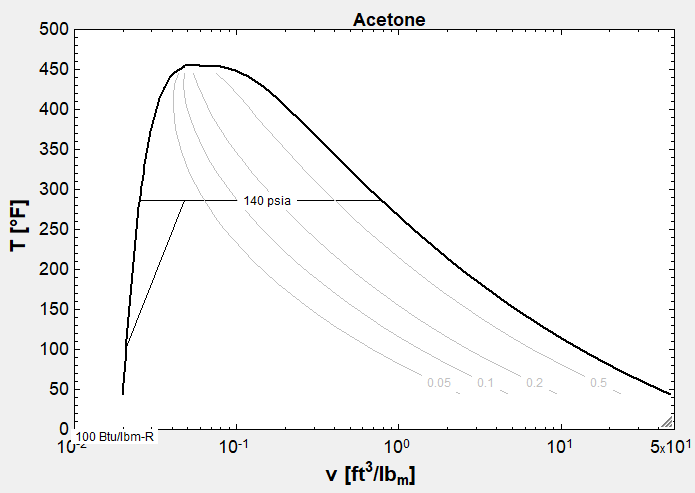 Acetone
500
450
400
350
300
250
200
150
100
50
0
T [°F]
140 psia
0.05 0.1 0.2 0.5
100 Btu/lbm-R
10⁻² 10⁻¹ 10⁰ 10¹ 5x10¹
v [ft³/lbₘ]